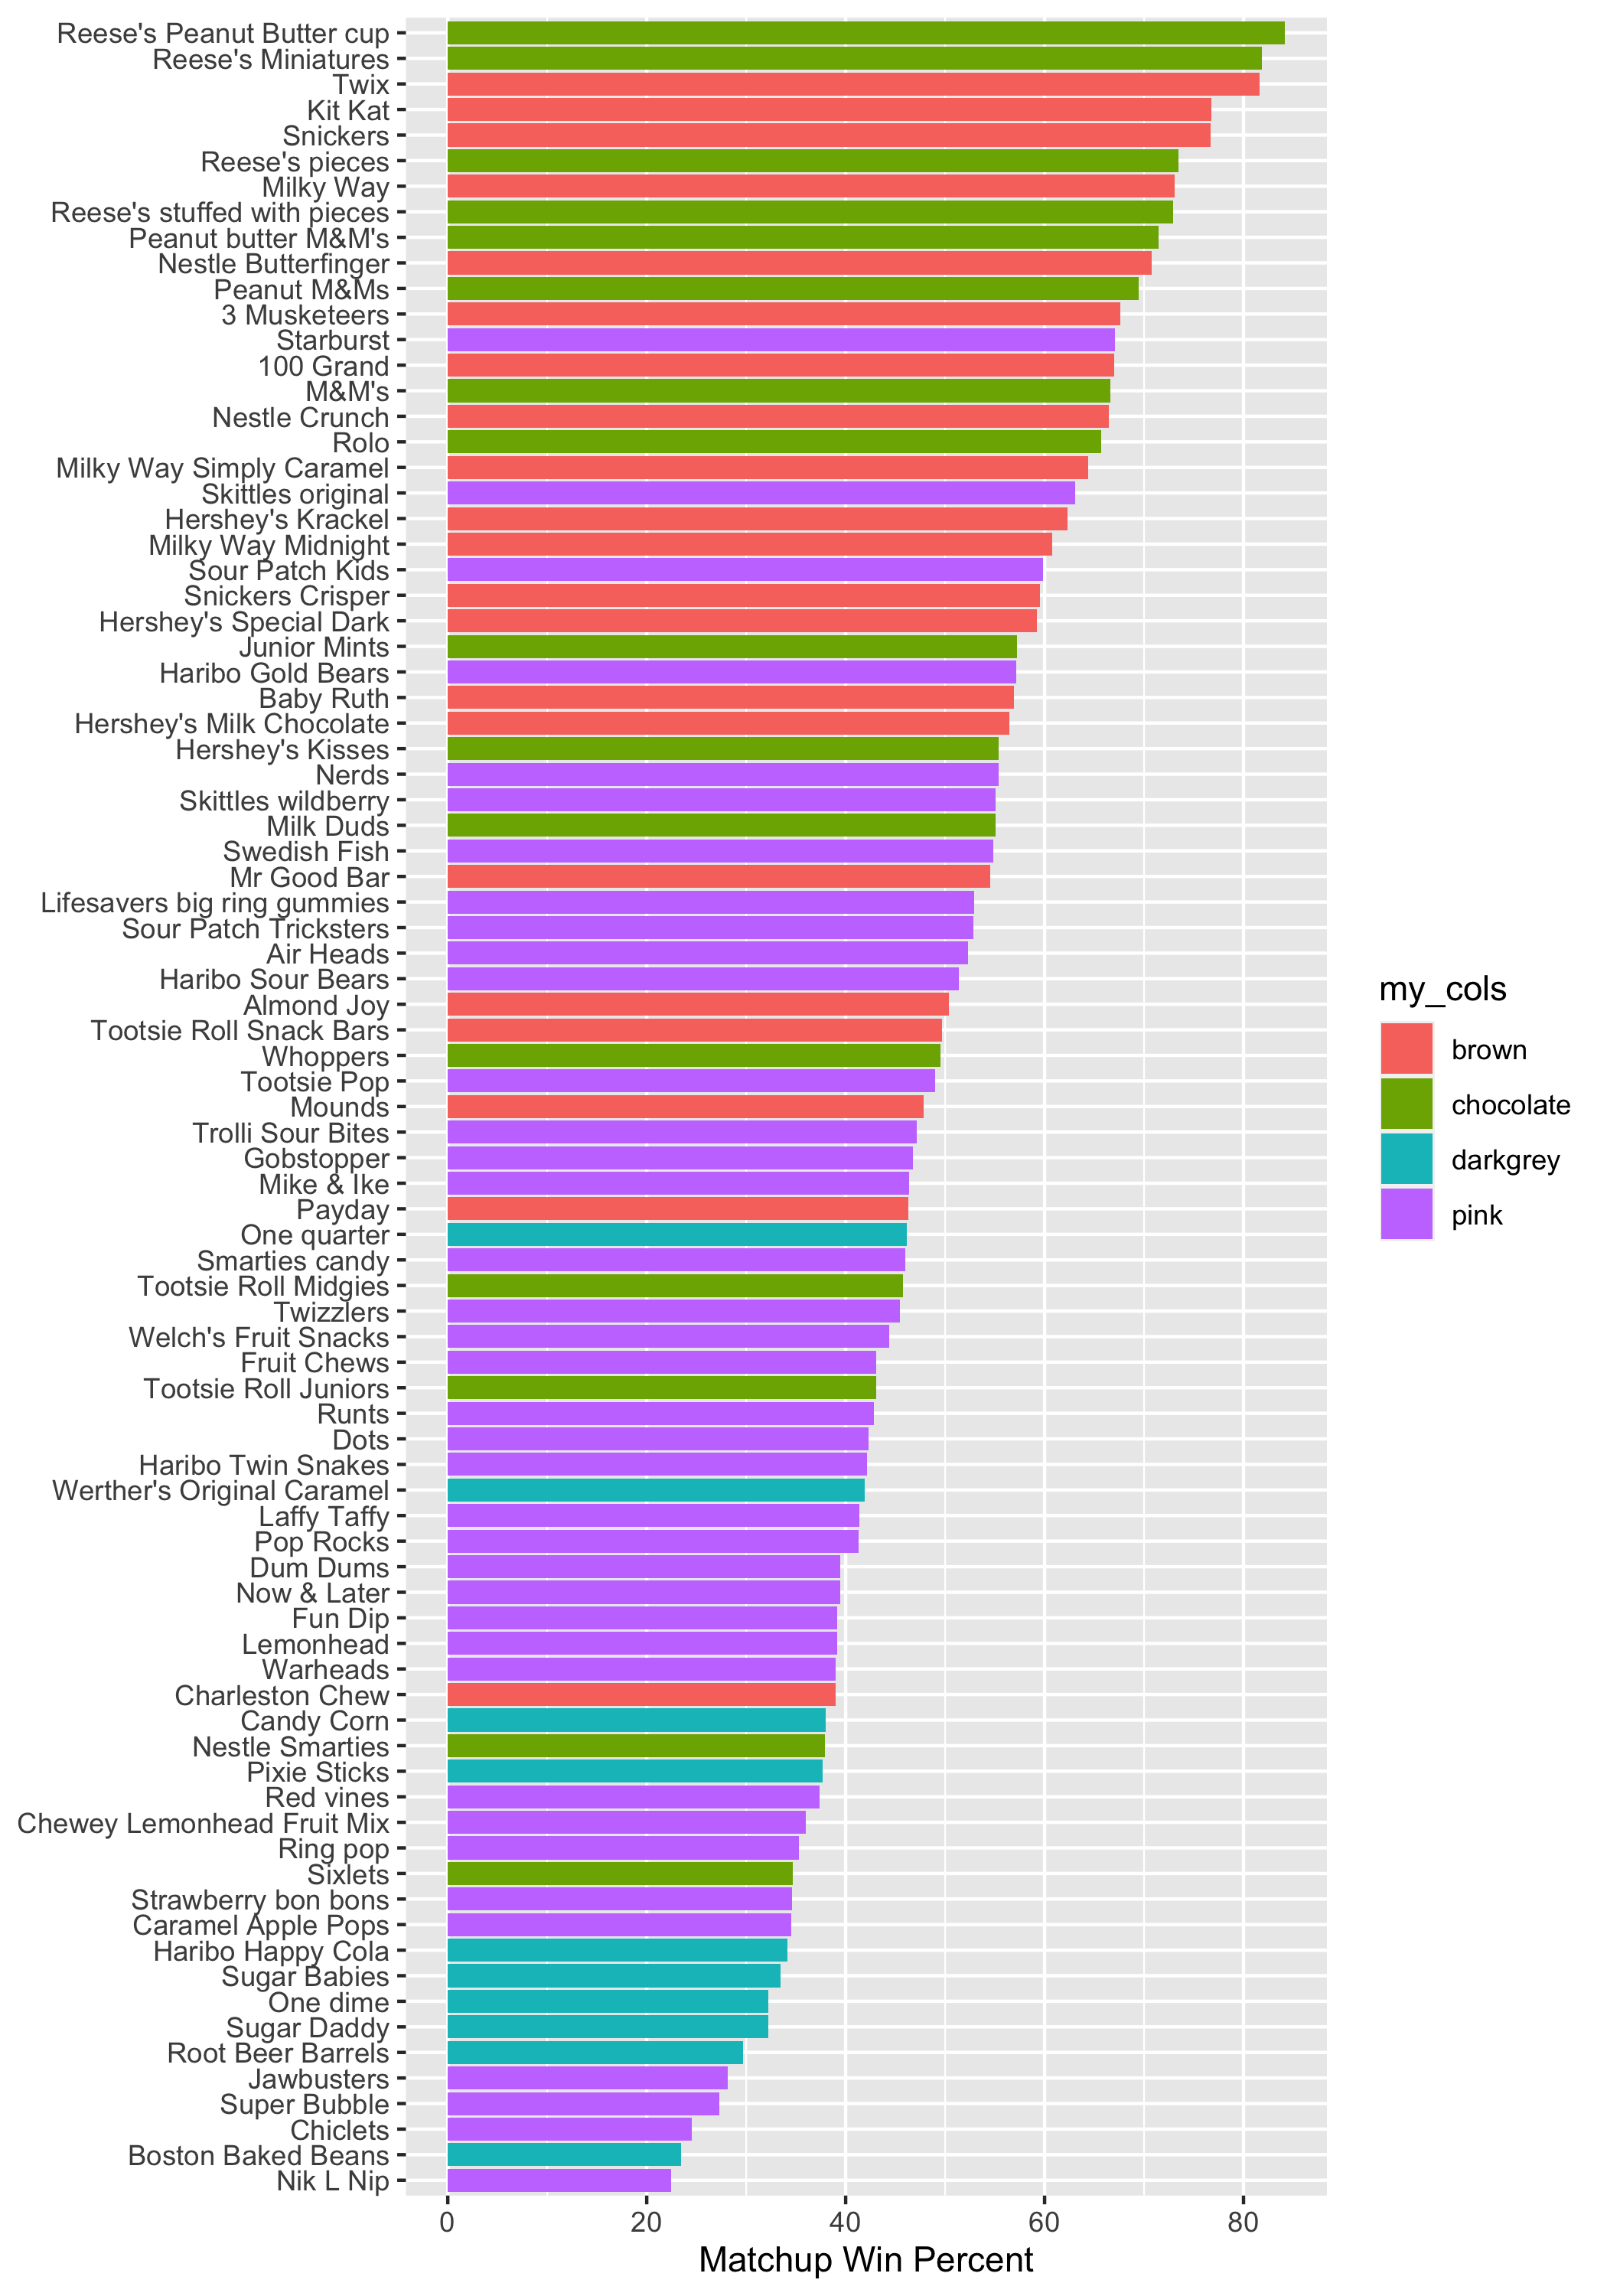 Reese's Peanut Butter cup
Reese's Miniatures
Twix
Kit Kat
Snickers
Reese's pieces
Milky Way
Reese's stuffed with pieces
Peanut butter M&M's
Nestle Butterfinger
Peanut M&Ms
3 Musketeers
Starburst
100 Grand
M&M's
Nestle Crunch
Rolo
Milky Way Simply Caramel
Skittles original
Hershey's Krackel
Milky Way Midnight
Sour Patch Kids
Snickers Crisper
Hershey's Special Dark
Junior Mints
Haribo Gold Bears
Baby Ruth
Hershey's Milk Chocolate
Hershey's Kisses
Nerds
Skittles wildberry
Milk Duds
Swedish Fish
Mr Good Bar
Lifesavers big ring gummies
Sour Patch Tricksters
Air Heads
Haribo Sour Bears
Almond Joy
Tootsie Roll Snack Bars
Whoppers
Tootsie Pop
Mounds
Trolli Sour Bites
Gobstopper
Mike & Ike
Payday
One quarter
Smarties candy
Tootsie Roll Midgies
Twizzlers
Welch's Fruit Snacks
Fruit Chews
Tootsie Roll Juniors
Runts
Dots
Haribo Twin Snakes
Werther's Original Caramel
Laffy Taffy
Pop Rocks
Dum Dums
Now & Later
Fun Dip
Lemonhead
Warheads
Charleston Chew
Candy Corn
Nestle Smarties
Pixie Sticks
Red vines
Chewey Lemonhead Fruit Mix
Ring pop
Sixlets
Strawberry bon bons
Caramel Apple Pops
Haribo Happy Cola
Sugar Babies
One dime
Sugar Daddy
Root Beer Barrels
Jawbusters
Super Bubble
Chiclets
Boston Baked Beans
Nik L Nip
0 20 40 60 80
Matchup Win Percent
my_cols
brown
chocolate
darkgrey
pink